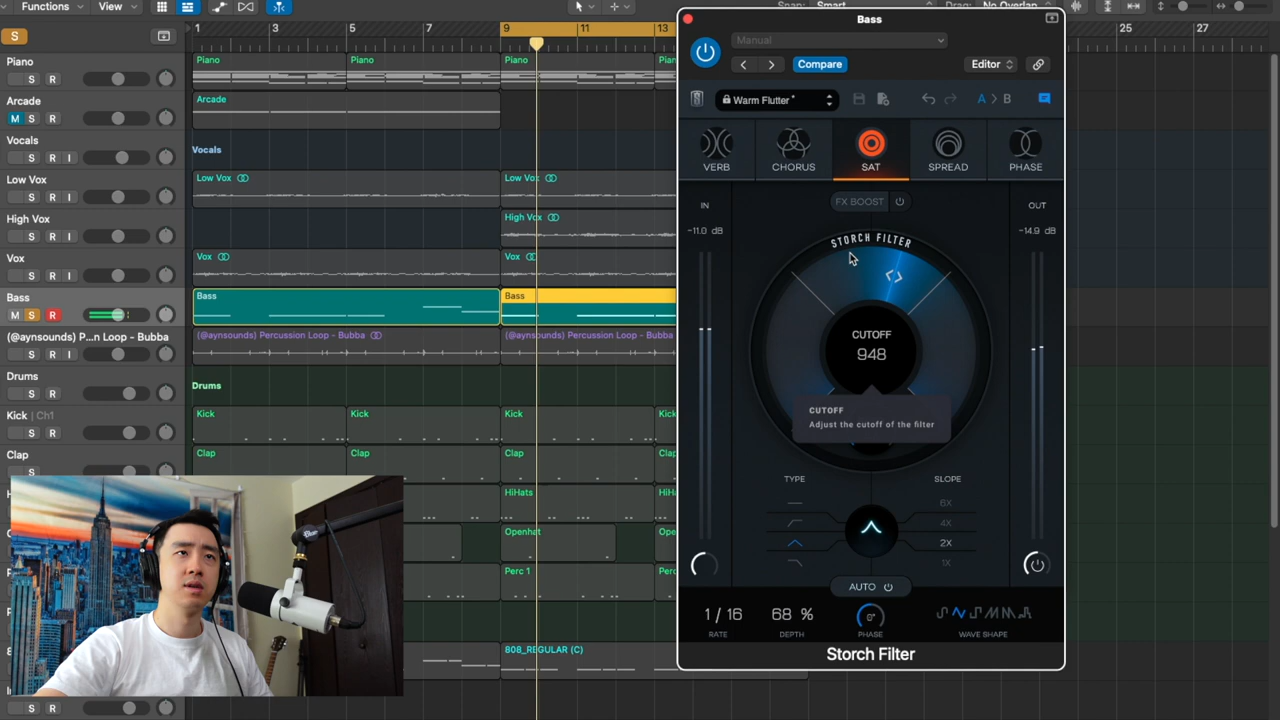 Functions View Snap: Smart Drag: No Overlap
1 3 5 7 9 11 13 25 27
S
Piano
S R
Arcade
M S R
Vocals
S R I
Low Vox
S R I
High Vox
S R I
Vox
S R I
Bass
M S R
(@aynsounds) P...n Loop - Bubba
S R
Drums
S R
Kick | Ch1
S R
Clap
S R
Piano Piano Piano
Arcade
Vocals
Low Vox Low Vox
High Vox
Vox Vox
Bass Bass
(@aynsounds) Percussion Loop - Bubba (@aynsounds) Percussion Loop - Bubba
Drums
Kick Kick Kick Kick
Clap Clap Clap Clap
HiHats HiHa
Openhat
Perc 1 Perc
808_REGULAR (C)
Bass
Manual
Compare
Editor
Warm Flutter *
A > B
VERB CHORUS SAT SPREAD PHASE
FX BOOST
IN OUT
-11.0 dB -14.9 dB
STORCH FILTER
CUTOFF
948
CUTOFF
Adjust the cutoff of the filter
TYPE SLOPE
6X
4X
2X
1X
AUTO
1 / 16 68 % 0°
RATE DEPTH PHASE WAVE SHAPE
Storch Filter
S R